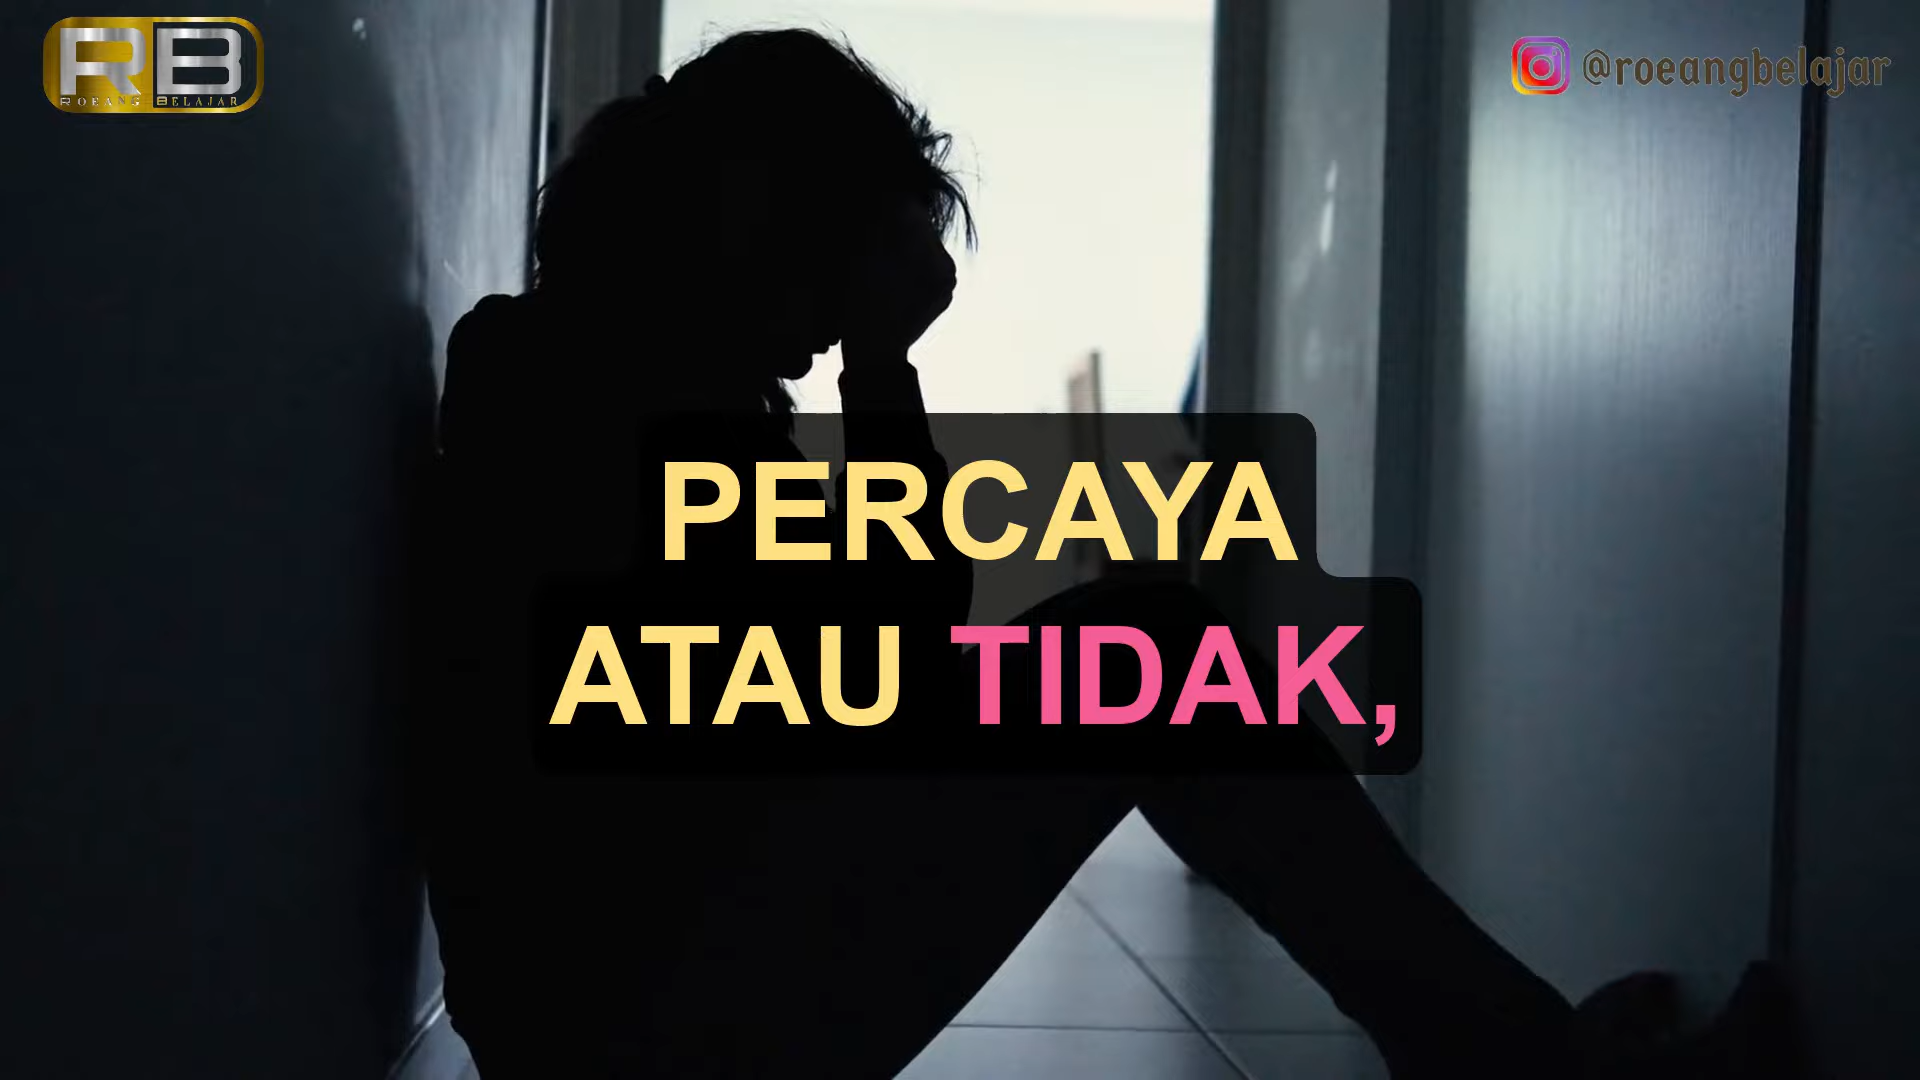 RB
ROEANG BELAJAR
@roeangbelajar
PERCAYA
ATAU TIDAK,